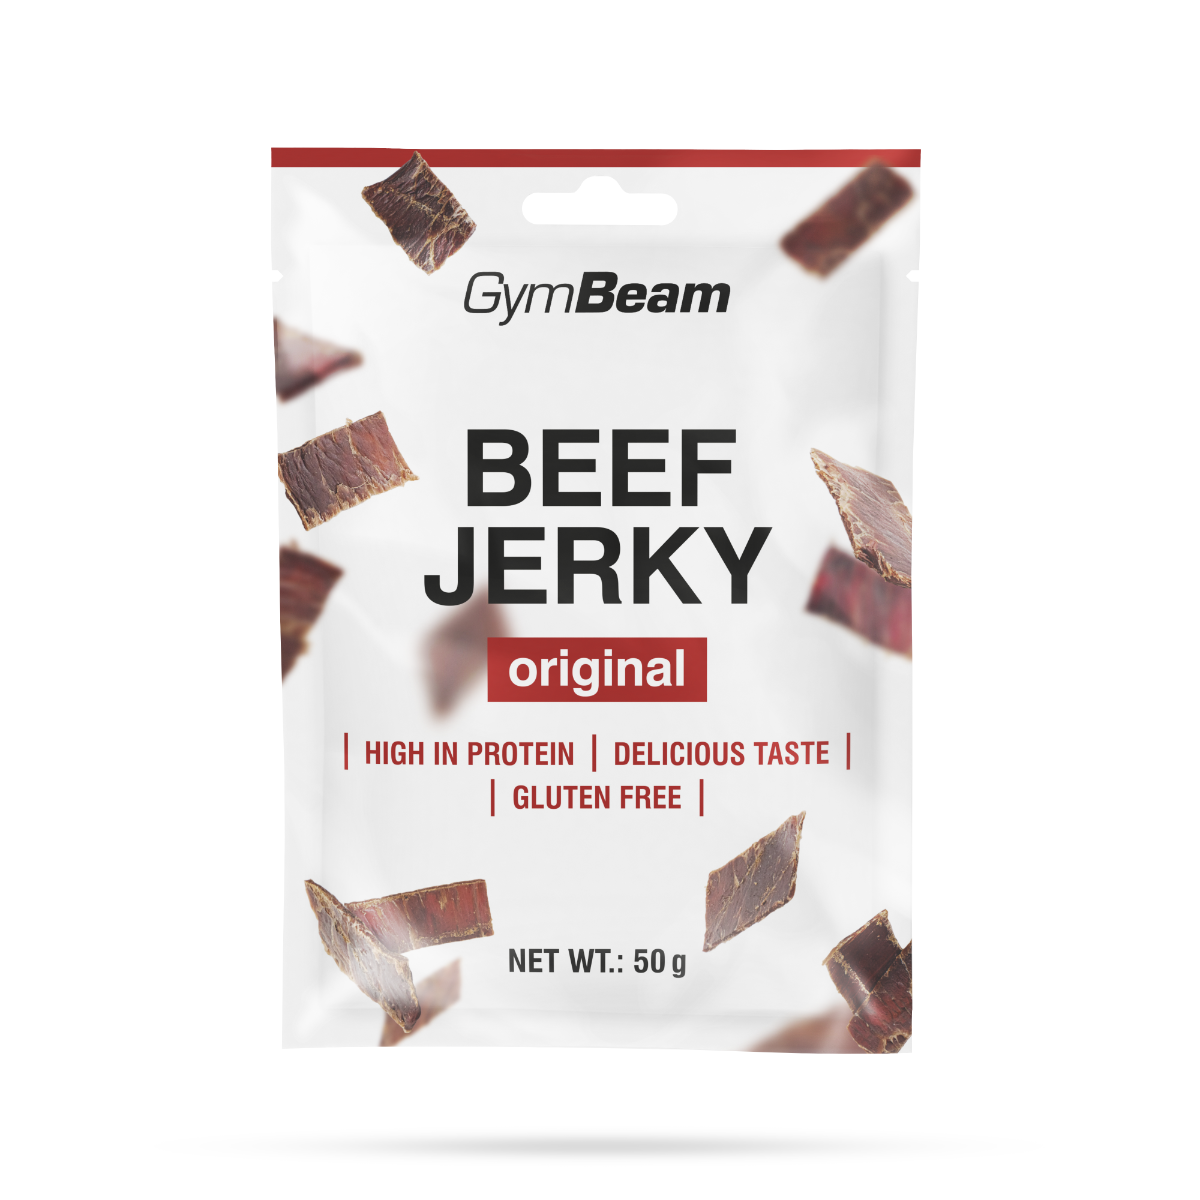 GymBeam
BEEF
JERKY
original
| HIGH IN PROTEIN | DELICIOUS TASTE |
| GLUTEN FREE |
NET WT.: 50 g